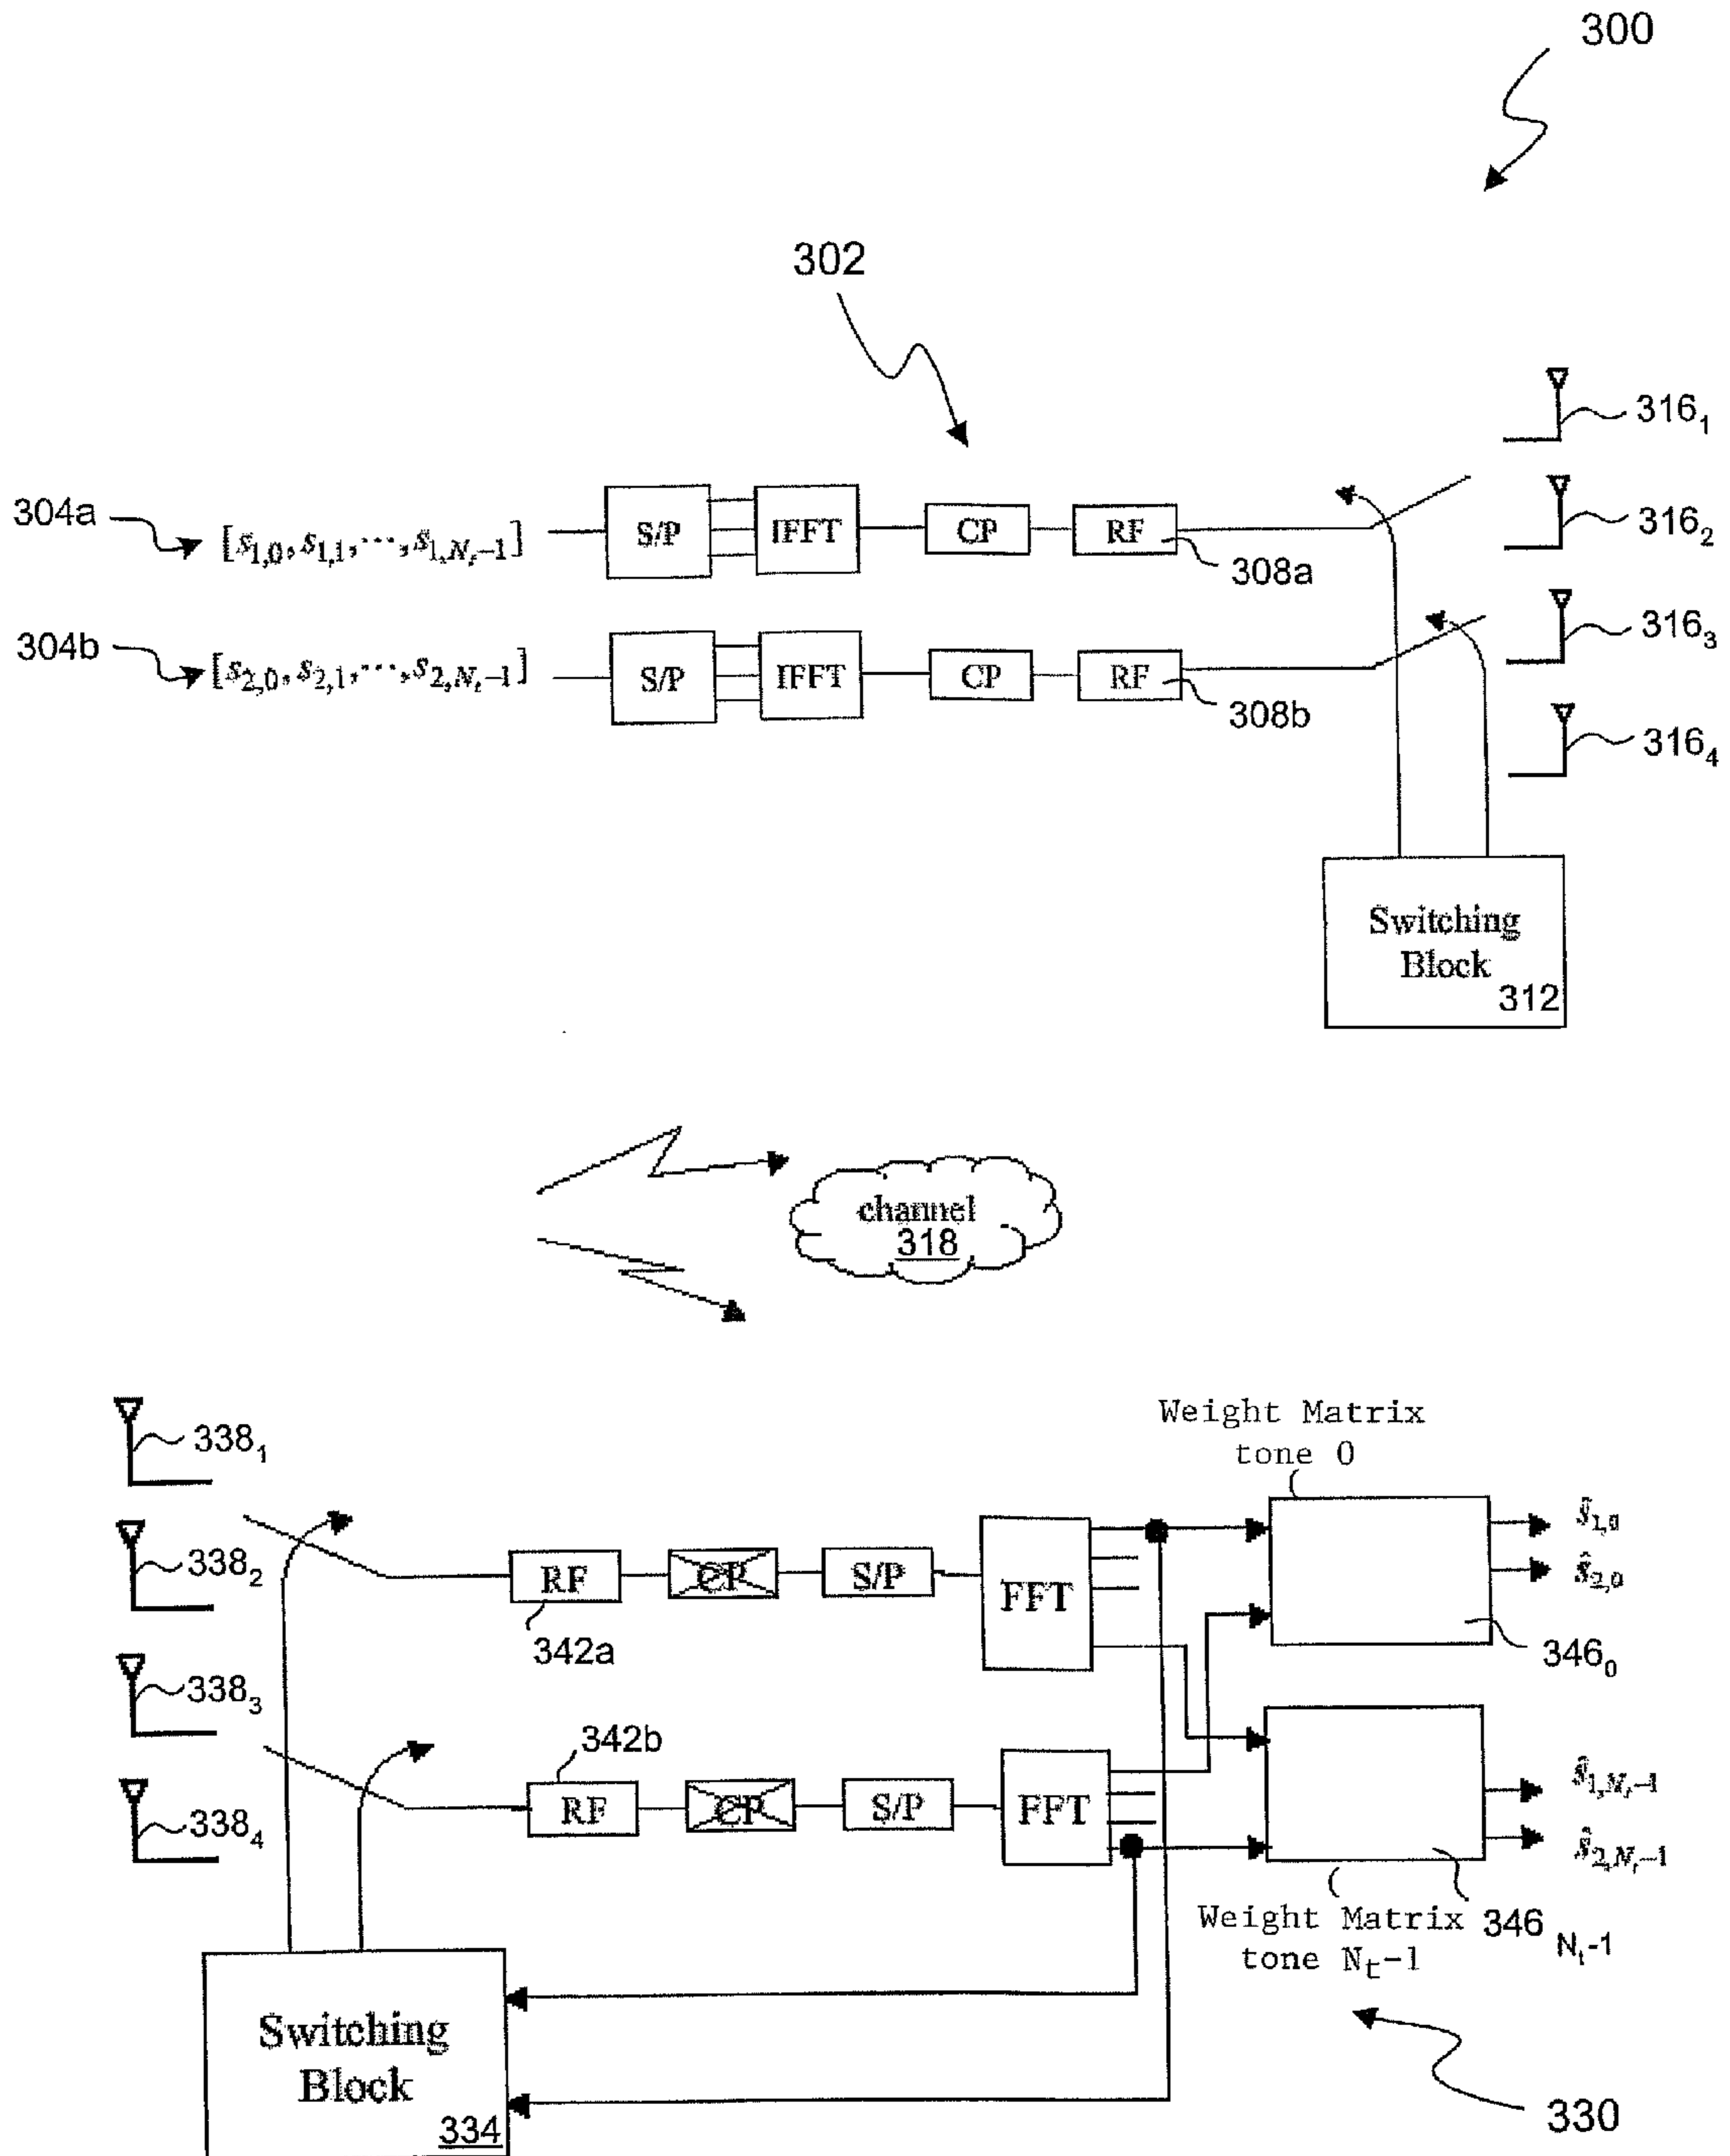 300
302
316₁
304a
[s₁,₀, s₁,₁, ⋯, s₁,Nₜ₋₁]
S/P
IFFT
CP
RF
308a
316₂
304b
[s₂,₀, s₂,₁, ⋯, s₂,Nₜ₋₁]
S/P
IFFT
CP
RF
308b
316₃
316₄
Switching
Block
312
channel
318
338₁
Weight Matrix
tone 0
338₂
RF
CP
S/P
FFT
342a
ŝ₁,₀
ŝ₂,₀
346₀
338₃
342b
RF
CP
S/P
FFT
338₄
ŝ₁,Nₜ₋₁
ŝ₂,Nₜ₋₁
Weight Matrix
tone Nₜ-1
346 Nₜ-1
Switching
Block
334
330